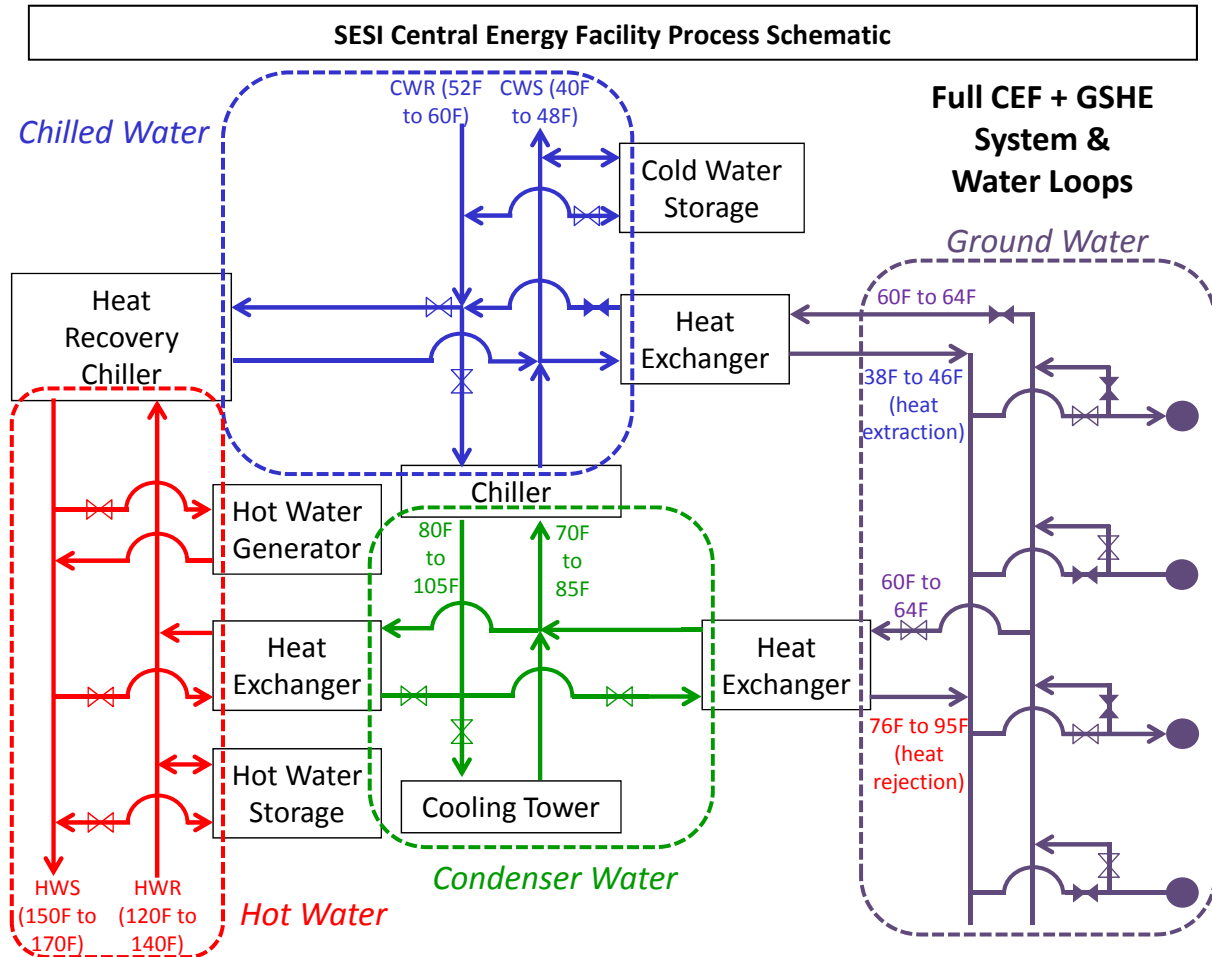 SESI Central Energy Facility Process Schematic
CWR (52F
to 60F)
CWS (40F
to 48F)
Full CEF + GSHE
System &
Water Loops
Chilled Water
Cold Water
Storage
Ground Water
Heat
Recovery
Chiller
Heat
Exchanger
60F to 64F
38F to 46F
(heat
extraction)
Chiller
Hot Water
Generator
80F
to
105F
70F
to
85F
60F to
64F
Heat
Exchanger
Heat
Exchanger
76F to 95F
(heat
rejection)
Hot Water
Storage
Cooling Tower
Condenser Water
HWS
(150F to
170F)
HWR
(120F to
140F)
Hot Water